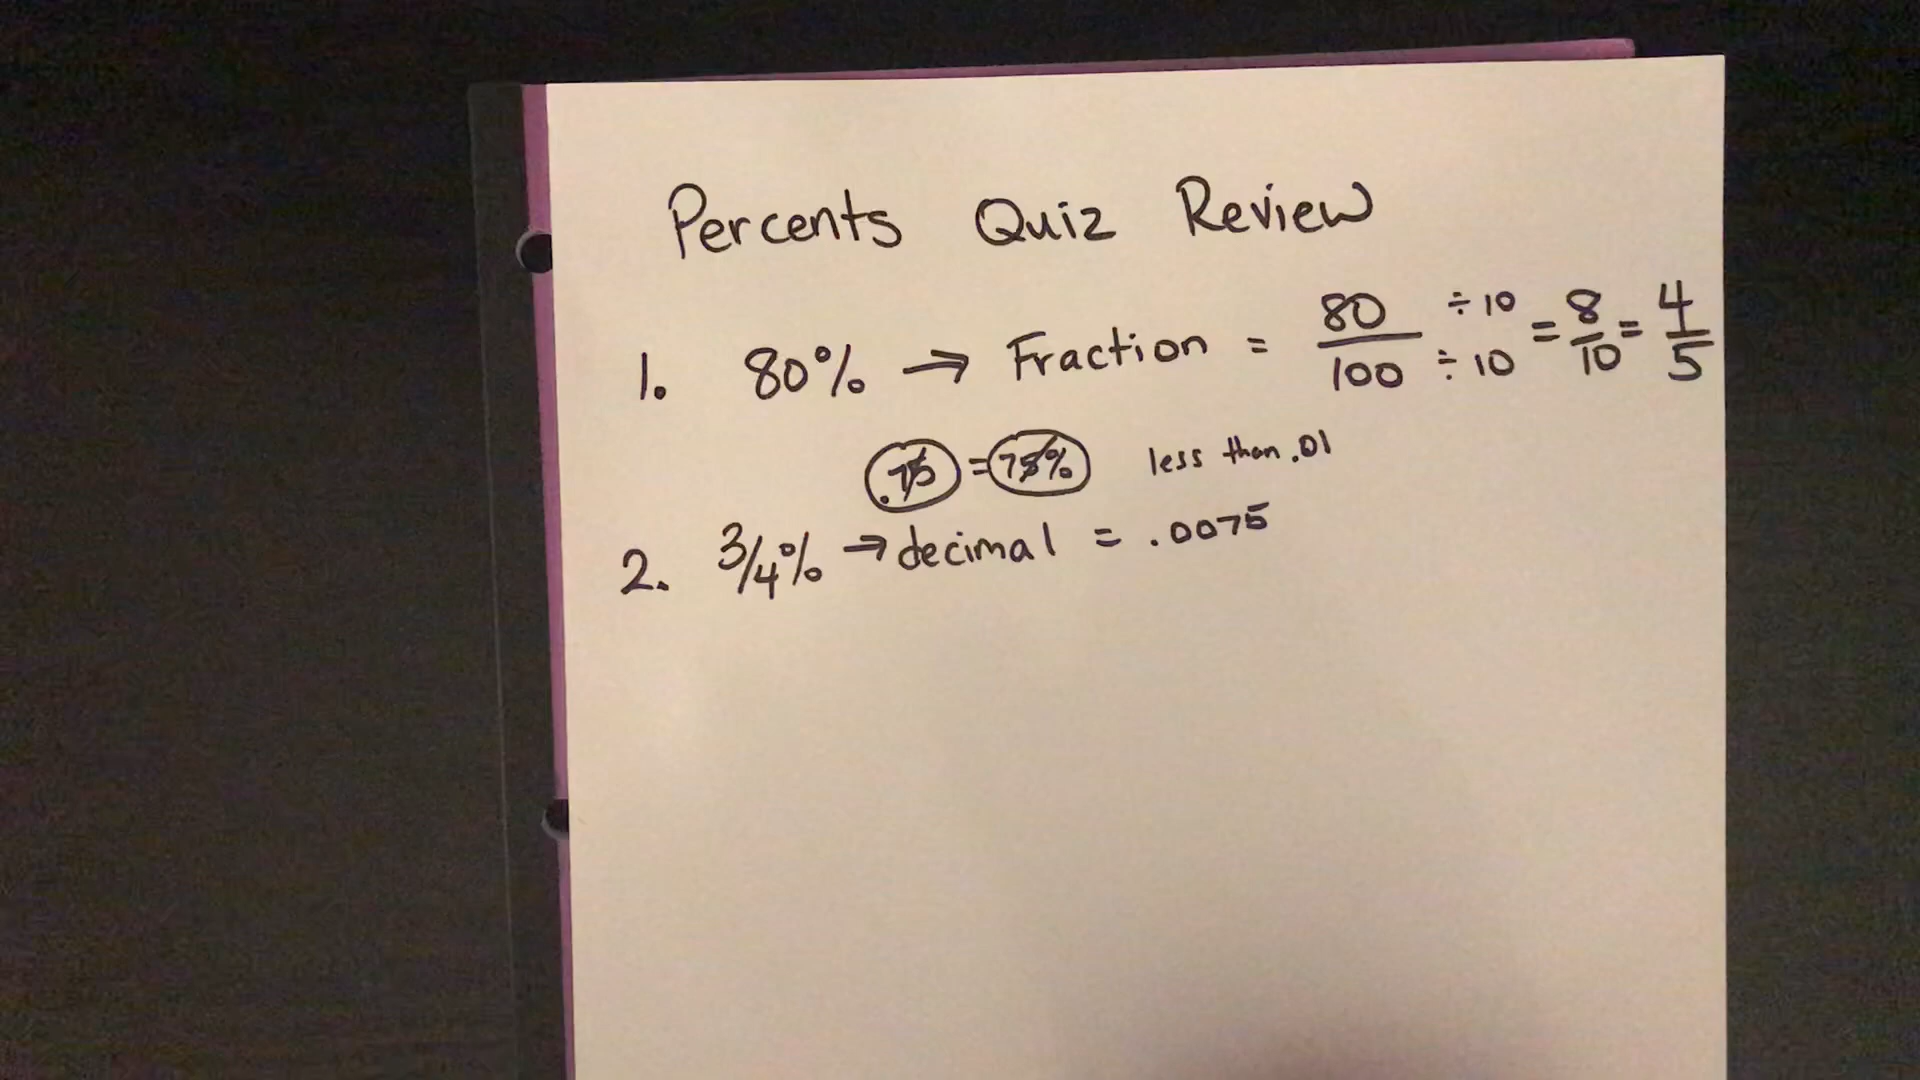 Percents Quiz Review
1. 80% → Fraction = 80/100 ÷10/÷10 = 8/10 = 4/5
.75 = 75% less than .01
2. 3/4% → decimal = .0075